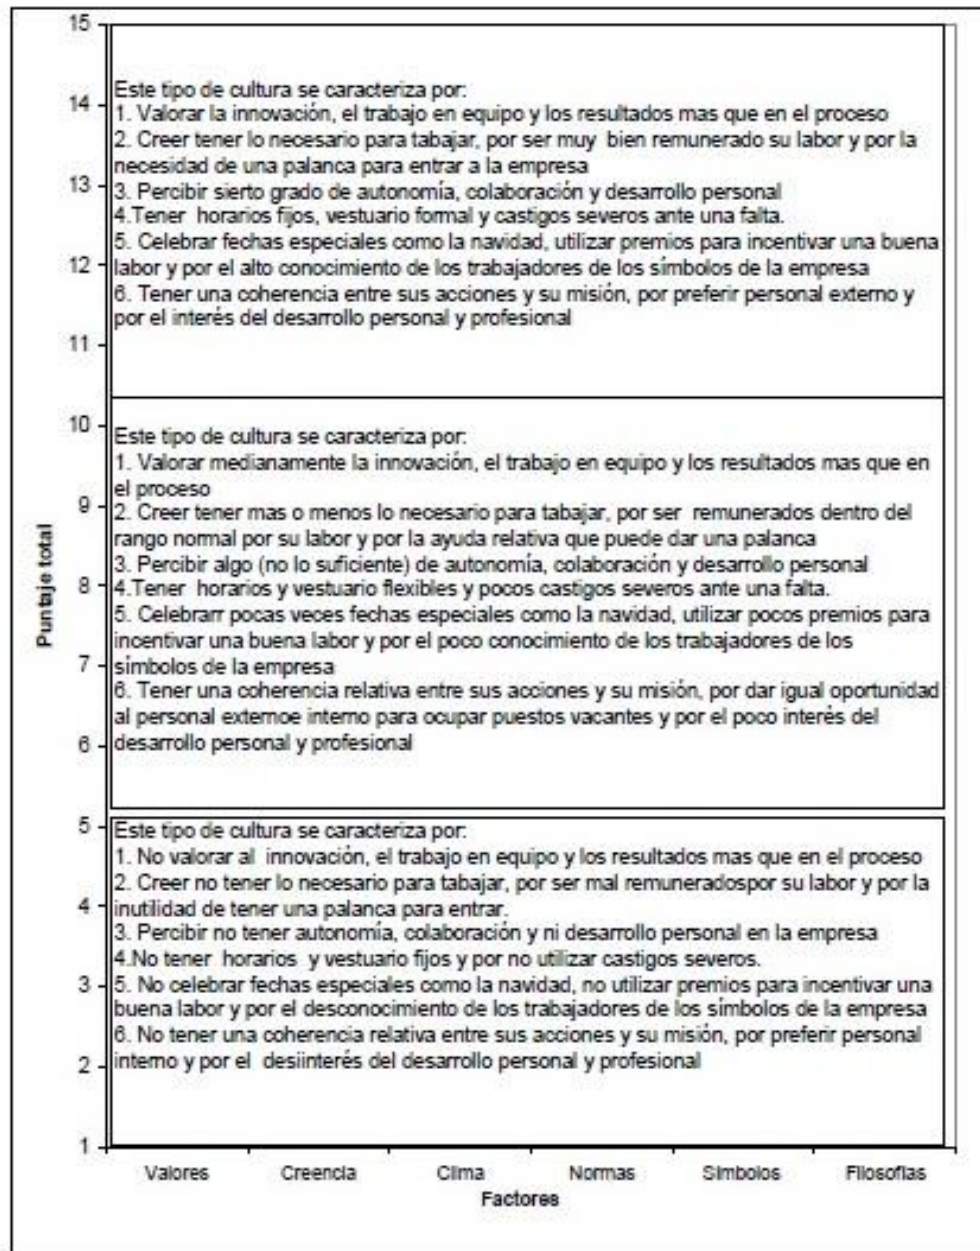 15
14
13
12
11
10
9
8
7
6
5
4
3
2
1
Puntaje total
Este tipo de cultura se caracteriza por:
1. Valorar la innovación, el trabajo en equipo y los resultados mas que en el proceso
2. Creer tener lo necesario para tabajar, por ser muy bien remunerado su labor y por la
necesidad de una palanca para entrar a la empresa
3. Percibir sierto grado de autonomía, colaboración y desarrollo personal
4.Tener horarios fijos, vestuario formal y castigos severos ante una falta.
5. Celebrar fechas especiales como la navidad, utilizar premios para incentivar una buena
labor y por el alto conocimiento de los trabajadores de los símbolos de la empresa
6. Tener una coherencia entre sus acciones y su misión, por preferir personal externo y
por el interés del desarrollo personal y profesional
Este tipo de cultura se caracteriza por:
1. Valorar medianamente la innovación, el trabajo en equipo y los resultados mas que en
el proceso
2. Creer tener mas o menos lo necesario para tabajar, por ser remunerados dentro del
rango normal por su labor y por la ayuda relativa que puede dar una palanca
3. Percibir algo (no lo suficiente) de autonomía, colaboración y desarrollo personal
4.Tener horarios y vestuario flexibles y pocos castigos severos ante una falta.
5. Celebrarr pocas veces fechas especiales como la navidad, utilizar pocos premios para
incentivar una buena labor y por el poco conocimiento de los trabajadores de los
símbolos de la empresa
6. Tener una coherencia relativa entre sus acciones y su misión, por dar igual oportunidad
al personal externoe interno para ocupar puestos vacantes y por el poco interés del
desarrollo personal y profesional
Este tipo de cultura se caracteriza por:
1. No valorar al innovación, el trabajo en equipo y los resultados mas que en el proceso
2. Creer no tener lo necesario para tabajar, por ser mal remuneradospor su labor y por la
inutilidad de tener una palanca para entrar.
3. Percibir no tener autonomía, colaboración y ni desarrollo personal en la empresa
4.No tener horarios y vestuario fijos y por no utilizar castigos severos.
5. No celebrar fechas especiales como la navidad, no utilizar premios para incentivar una
buena labor y por el desconocimiento de los trabajadores de los símbolos de la empresa
6. No tener una coherencia relativa entre sus acciones y su misión, por preferir personal
interno y por el desiinterés del desarrollo personal y profesional
Valores Creencia Clima Normas Símbolos Filosofías
Factores